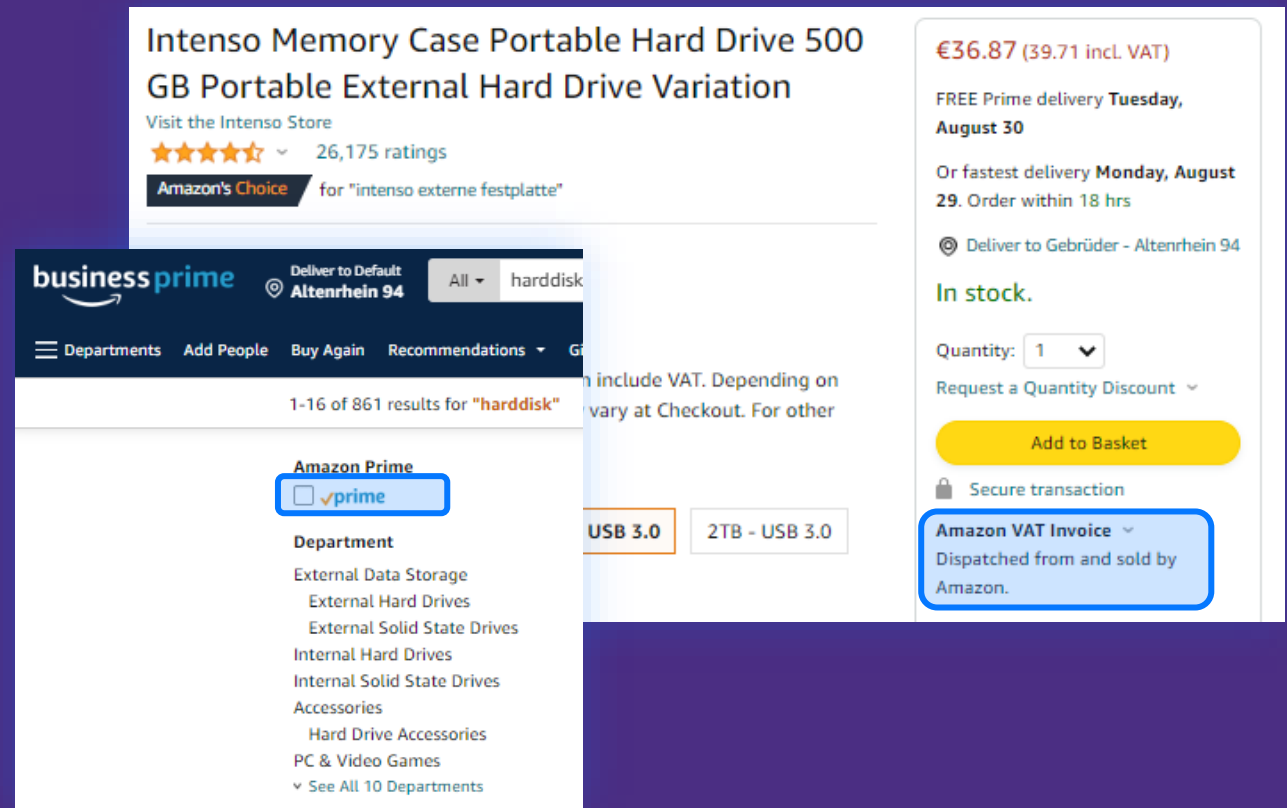 Intenso Memory Case Portable Hard Drive 500
GB Portable External Hard Drive Variation
Visit the Intenso Store
26,175 ratings
Amazon's Choice for "intenso externe festplatte"
include VAT. Depending on
vary at Checkout. For other
USB 3.0
2TB - USB 3.0
€36.87 (39.71 incl. VAT)
FREE Prime delivery Tuesday,
August 30
Or fastest delivery Monday, August
29. Order within 18 hrs
Deliver to Gebrüder - Altenrhein 94
In stock.
Quantity: 1
Request a Quantity Discount
Add to Basket
Secure transaction
Amazon VAT Invoice
Dispatched from and sold by
Amazon.
business prime
Deliver to Default
Altenrhein 94
All
harddisk
Departments
Add People
Buy Again
Recommendations
1-16 of 861 results for "harddisk"
Amazon Prime
prime
Department
External Data Storage
External Hard Drives
External Solid State Drives
Internal Hard Drives
Internal Solid State Drives
Accessories
Hard Drive Accessories
PC & Video Games
See All 10 Departments